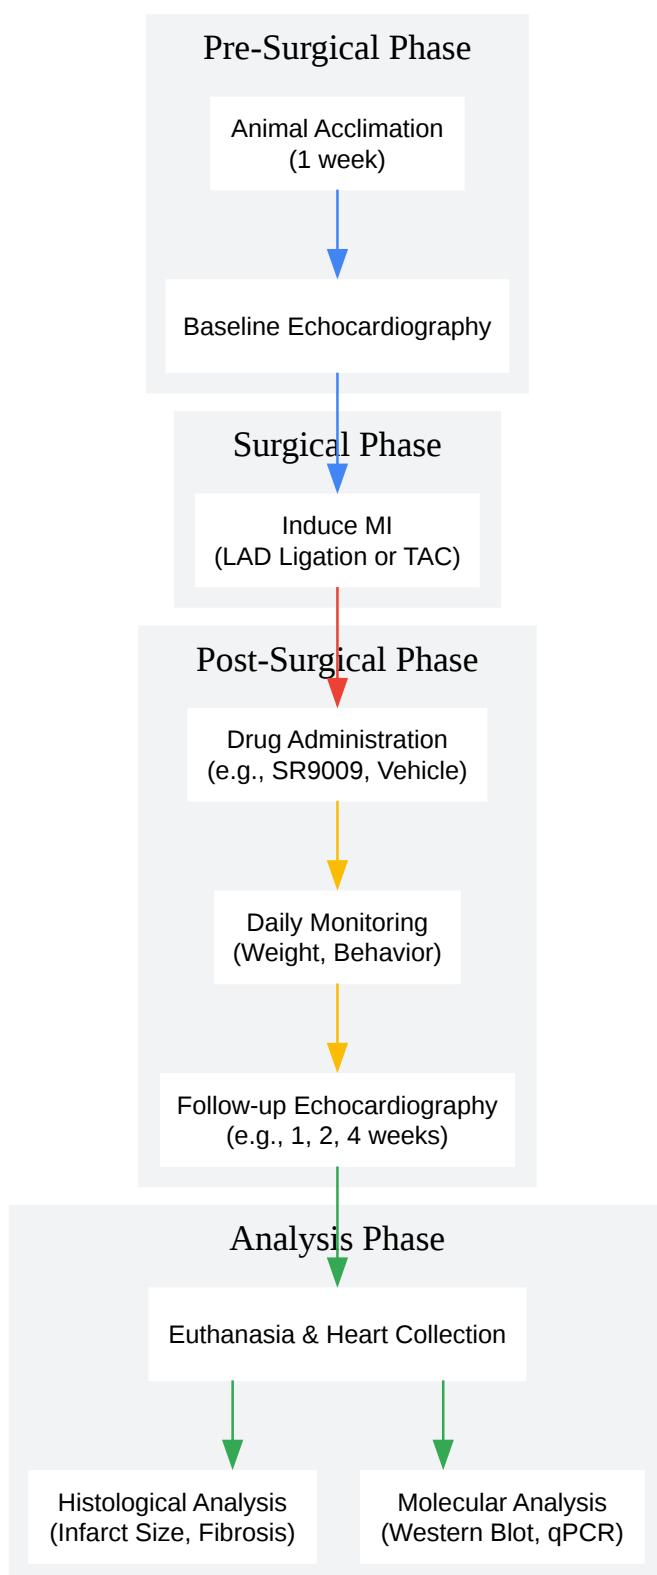 Pre-Surgical Phase
Animal Acclimation
(1 week)
Baseline Echocardiography
Surgical Phase
Induce MI
(LAD Ligation or TAC)
Post-Surgical Phase
Drug Administration
(e.g., SR9009, Vehicle)
Daily Monitoring
(Weight, Behavior)
Follow-up Echocardiography
(e.g., 1, 2, 4 weeks)
Analysis Phase
Euthanasia & Heart Collection
Histological Analysis
(Infarct Size, Fibrosis)
Molecular Analysis
(Western Blot, qPCR)